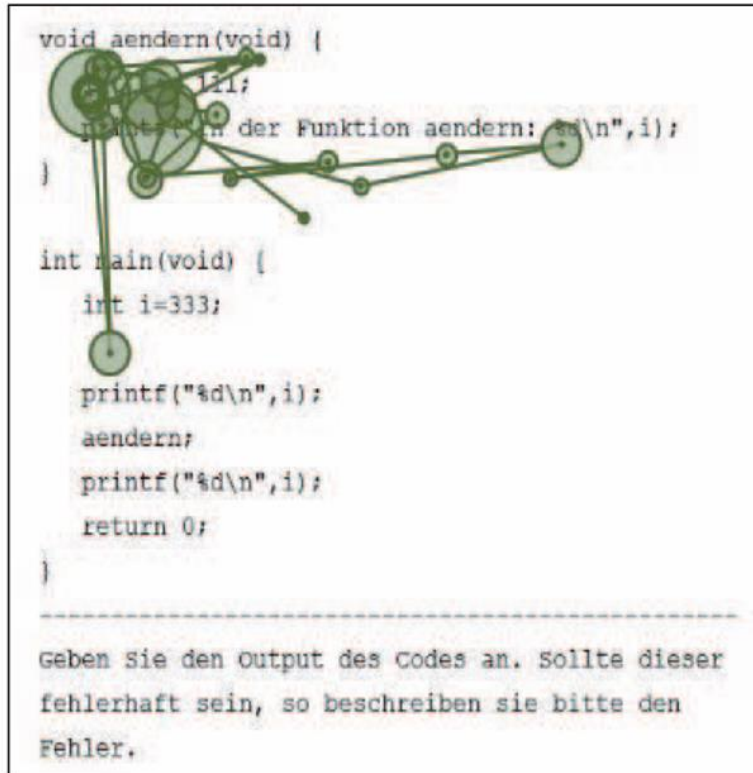 void aendern(void) {
111;
der Funktion aendern: %d\n",i);
}
int main(void) {
int i=333;
printf("%d\n",i);
aendern;
printf("%d\n",i);
return 0;
}
----------------------------------------------------
Geben Sie den Output des Codes an. Sollte dieser
fehlerhaft sein, so beschreiben sie bitte den
Fehler.